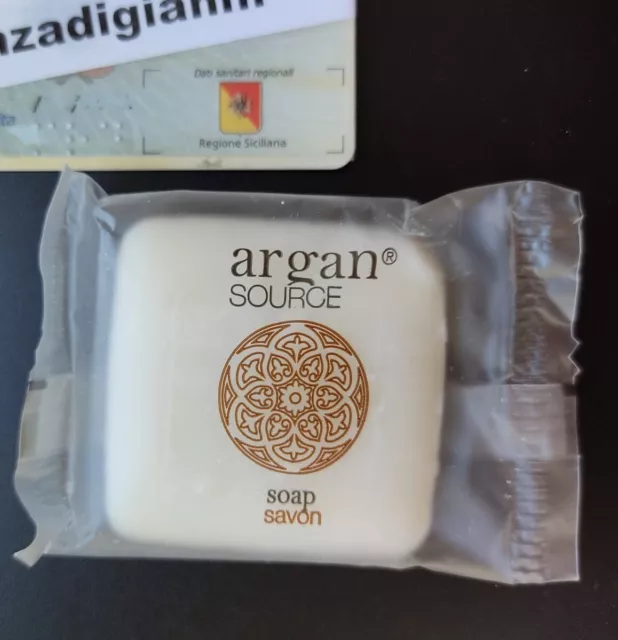 nzadigianni
Dati sanitari regionali
Regione Siciliana
argan®
SOURCE
soap
savon